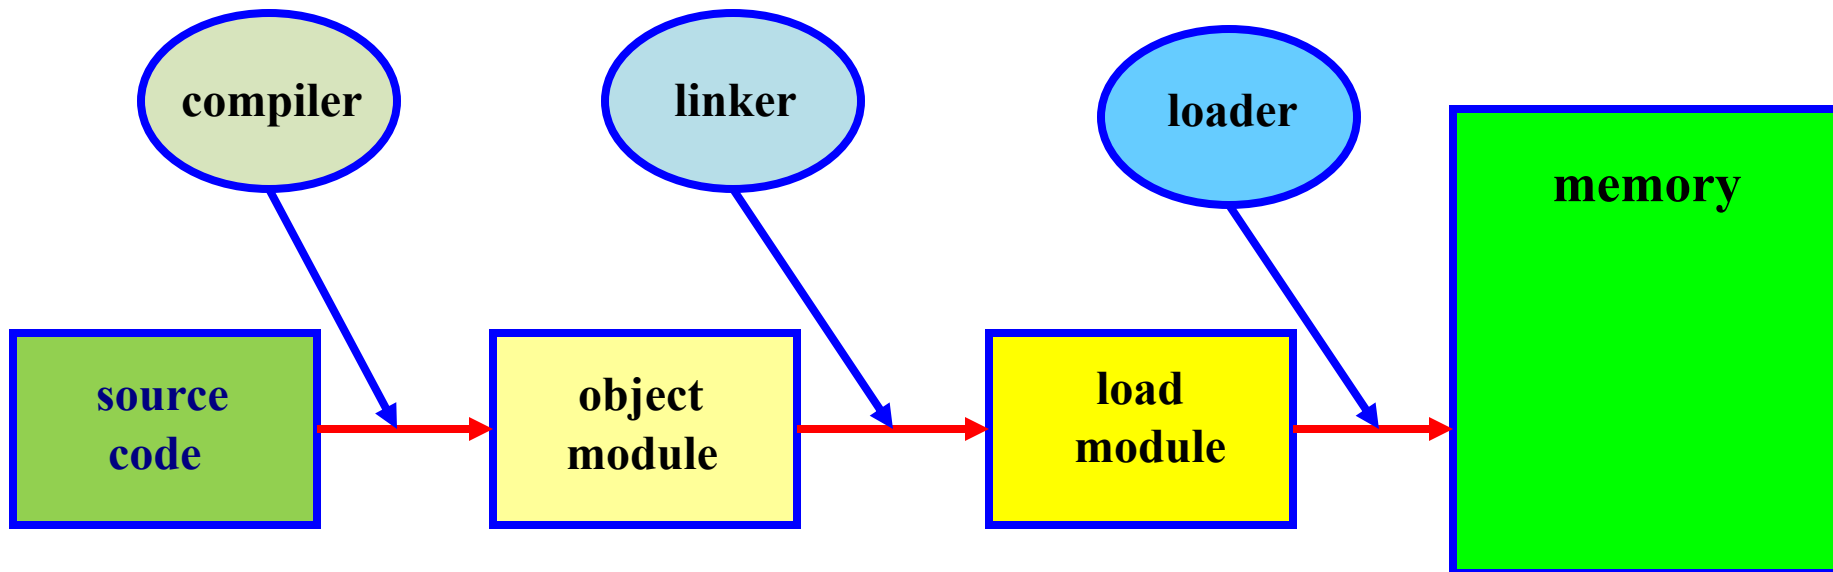 compiler
linker
loader
memory
source
code
object
module
load
module